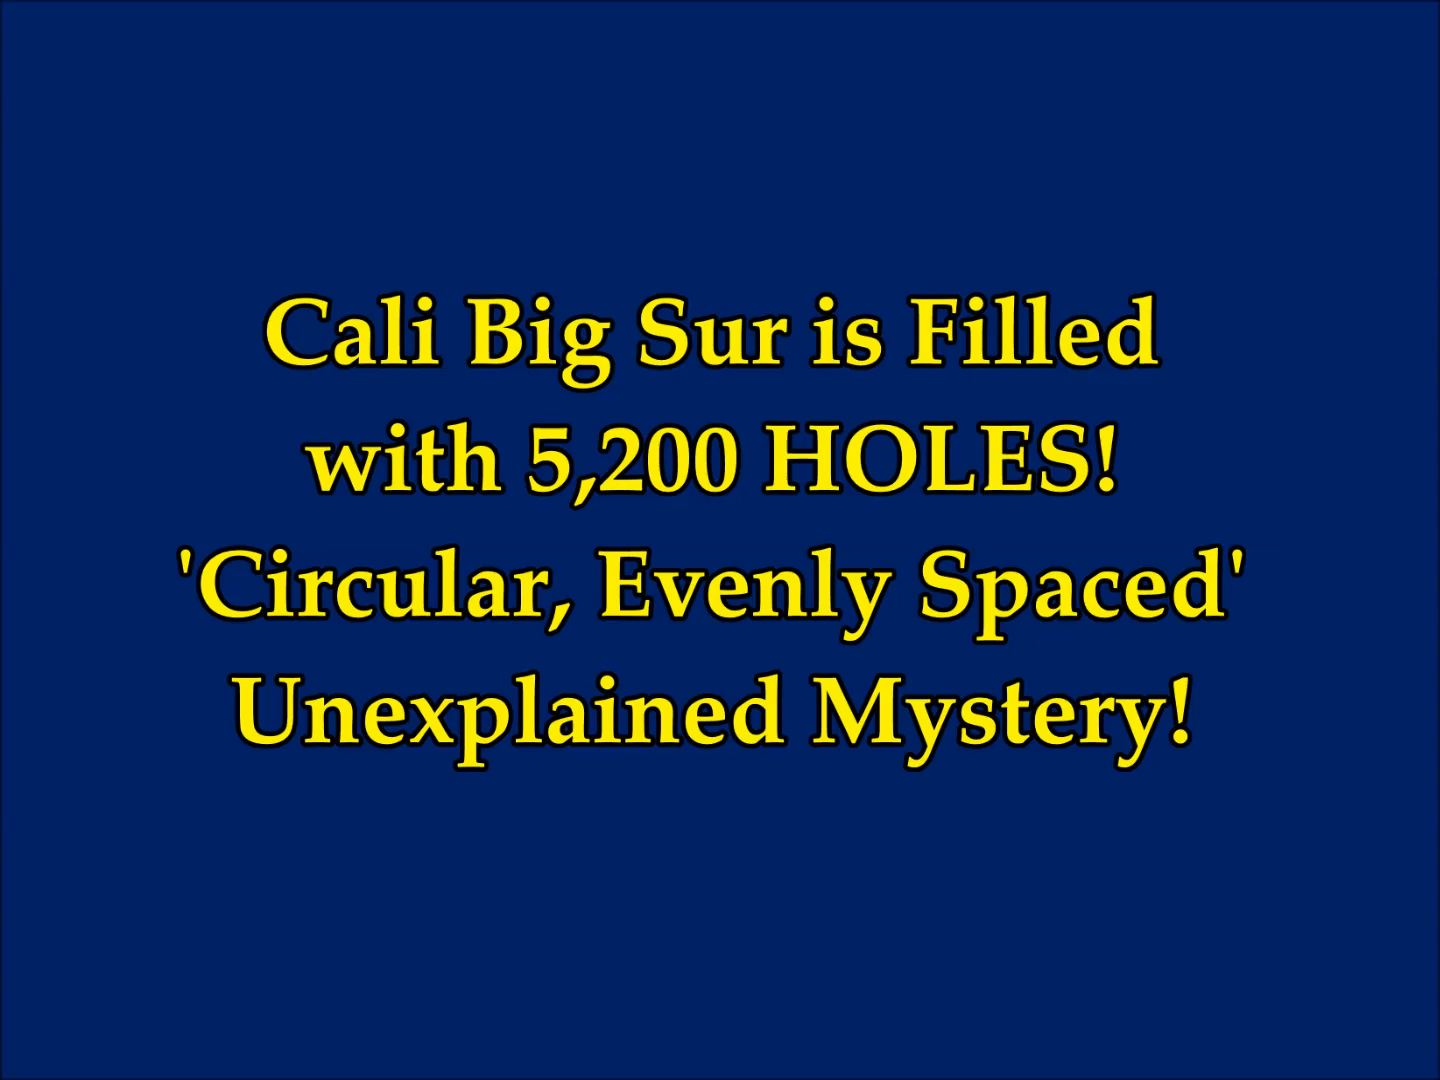 Cali Big Sur is Filled
with 5,200 HOLES!
'Circular, Evenly Spaced'
Unexplained Mystery!